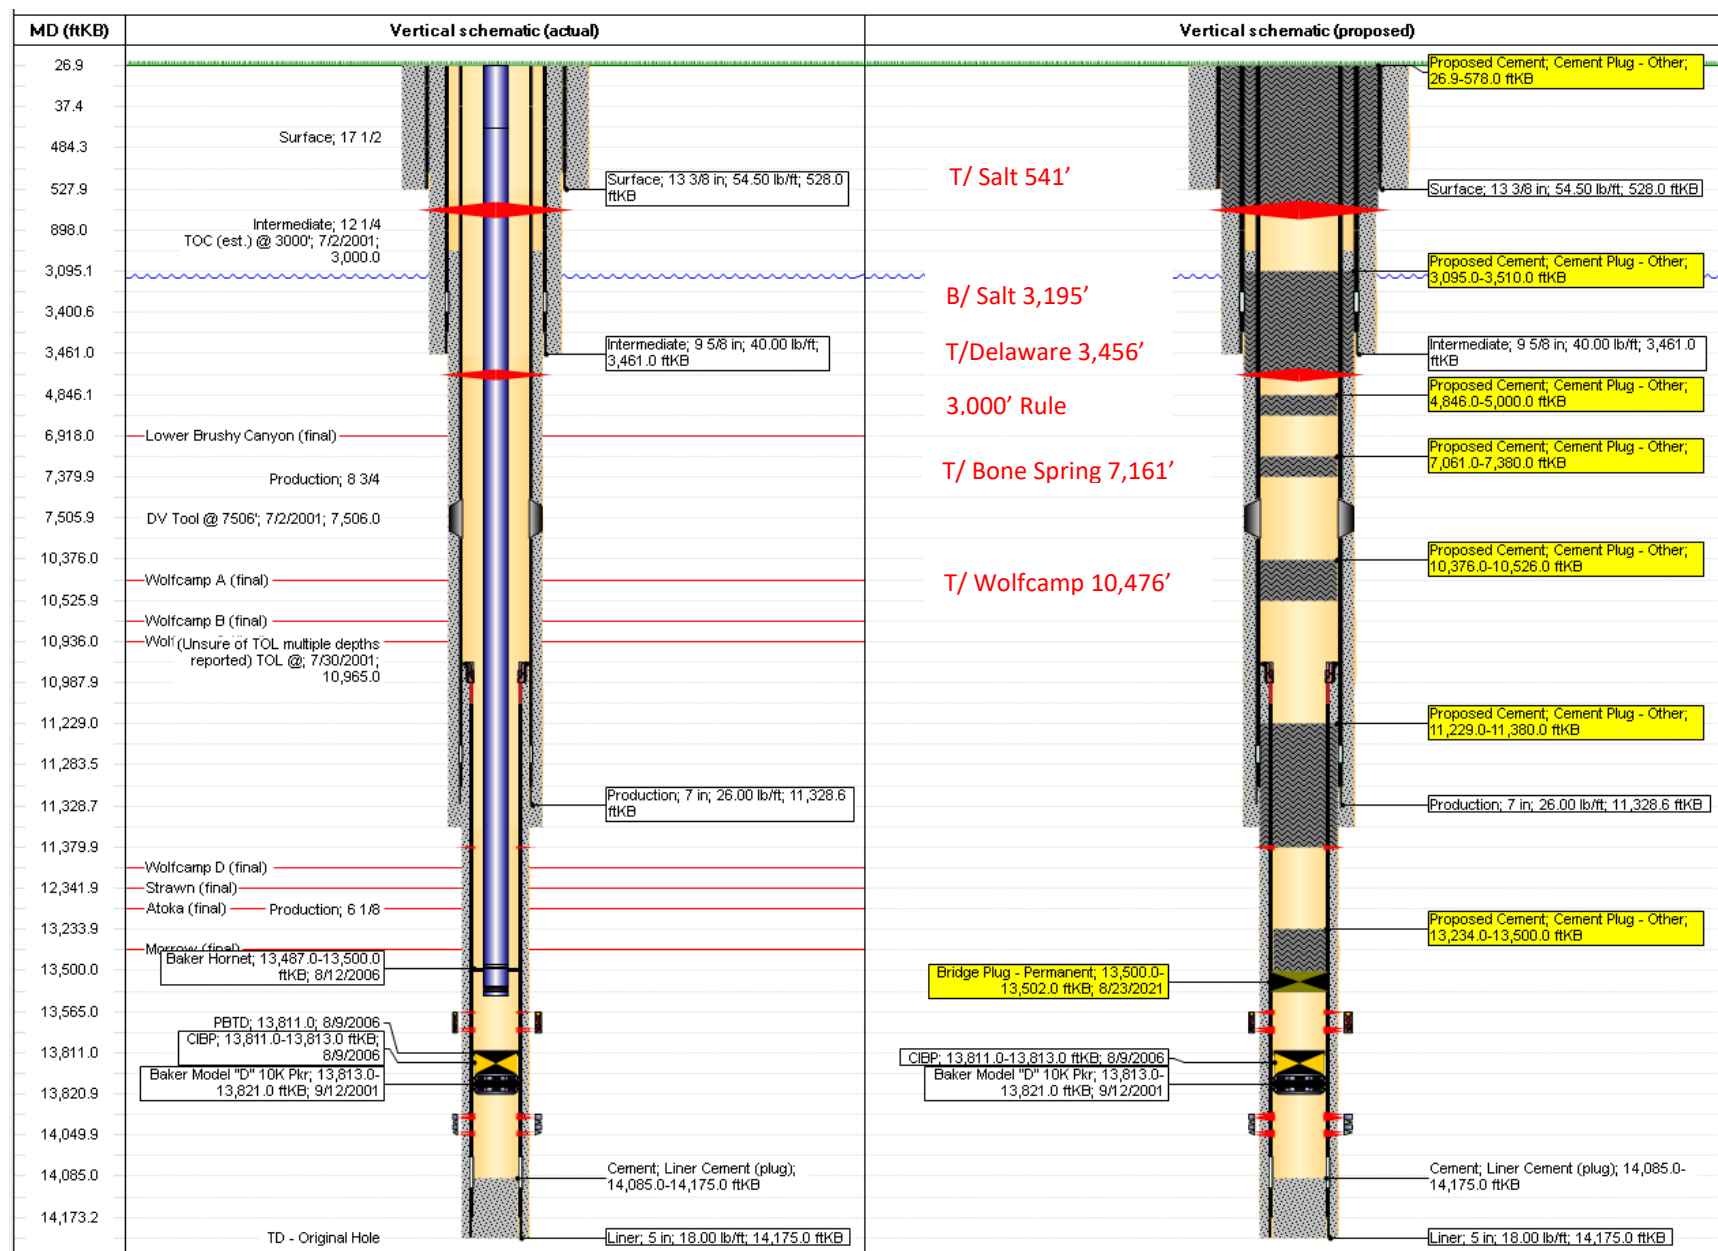 MD (ftKB)
Vertical schematic (actual)
Vertical schematic (proposed)
26.9
37.4
484.3
527.9
898.0
3,095.1
3,400.6
3,461.0
4,846.1
6,918.0
7,379.9
7,505.9
10,376.0
10,525.9
10,936.0
10,987.9
11,229.0
11,283.5
11,328.7
11,379.9
12,341.9
13,233.9
13,500.0
13,565.0
13,811.0
13,820.9
14,049.9
14,085.0
14,173.2
Surface; 17 1/2
Surface; 13 3/8 in; 54.50 lb/ft; 528.0
ftKB
Intermediate; 12 1/4
TOC (est.) @ 3000'; 7/2/2001;
3,000.0
Intermediate; 9 5/8 in; 40.00 lb/ft;
3,461.0 ftKB
Lower Brushy Canyon (final)
Production; 8 3/4
DV Tool @ 7506'; 7/2/2001; 7,506.0
Wolfcamp A (final)
Wolfcamp B (final)
(Unsure of TOL multiple depths
reported) TOL @; 7/30/2001;
10,965.0
Production; 7 in; 26.00 lb/ft; 11,328.6
ftKB
Wolfcamp D (final)
Strawn (final)
Atoka (final)
Production; 6 1/8
Morrow (final)
Baker Hornet; 13,487.0-13,500.0
ftKB; 8/12/2006
PBTD; 13,811.0; 8/9/2006
CIBP; 13,811.0-13,813.0 ftKB;
8/9/2006
Baker Model "D" 10K Pkr; 13,813.0-
13,821.0 ftKB; 9/12/2001
Cement; Liner Cement (plug);
14,085.0-14,175.0 ftKB
TD - Original Hole
Liner; 5 in; 18.00 lb/ft; 14,175.0 ftKB
Proposed Cement; Cement Plug - Other;
26.9-578.0 ftKB
T/ Salt 541’
Surface; 13 3/8 in; 54.50 lb/ft; 528.0 ftKB
Proposed Cement; Cement Plug - Other;
3,095.0-3,510.0 ftKB
B/ Salt 3,195’
T/Delaware 3,456’
Intermediate; 9 5/8 in; 40.00 lb/ft; 3,461.0
ftKB
3,000’ Rule
Proposed Cement; Cement Plug - Other;
4,846.0-5,000.0 ftKB
T/ Bone Spring 7,161’
Proposed Cement; Cement Plug - Other;
7,061.0-7,380.0 ftKB
T/ Wolfcamp 10,476’
Proposed Cement; Cement Plug - Other;
10,376.0-10,526.0 ftKB
Proposed Cement; Cement Plug - Other;
11,229.0-11,380.0 ftKB
Production; 7 in; 26.00 lb/ft; 11,328.6 ftKB
Proposed Cement; Cement Plug - Other;
13,234.0-13,500.0 ftKB
Bridge Plug - Permanent; 13,500.0-
13,502.0 ftKB; 8/23/2021
CIBP; 13,811.0-13,813.0 ftKB; 8/9/2006
Baker Model "D" 10K Pkr; 13,813.0-
13,821.0 ftKB; 9/12/2001
Cement; Liner Cement (plug); 14,085.0-
14,175.0 ftKB
Liner; 5 in; 18.00 lb/ft; 14,175.0 ftKB